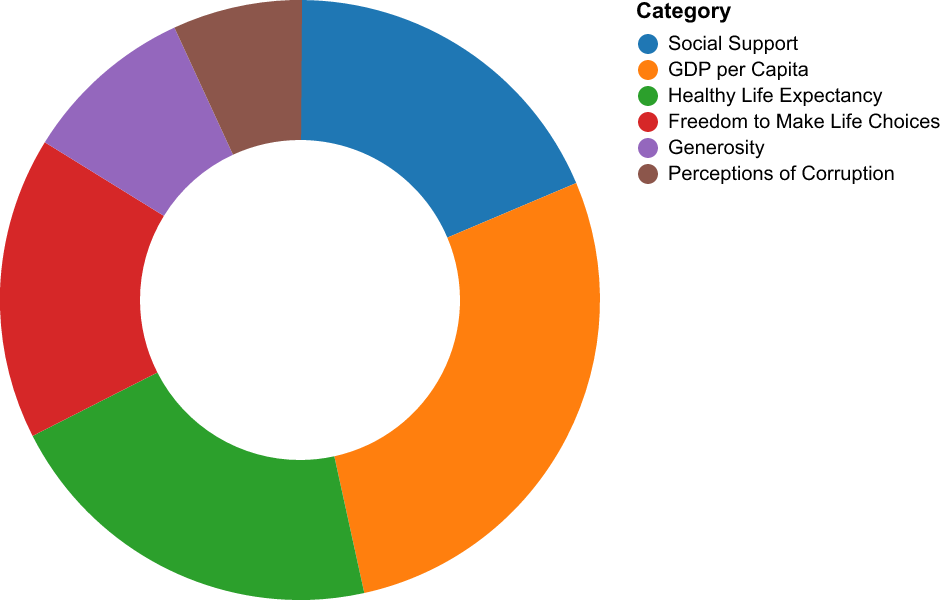 Category
Social Support
GDP per Capita
Healthy Life Expectancy
Freedom to Make Life Choices
Generosity
Perceptions of Corruption